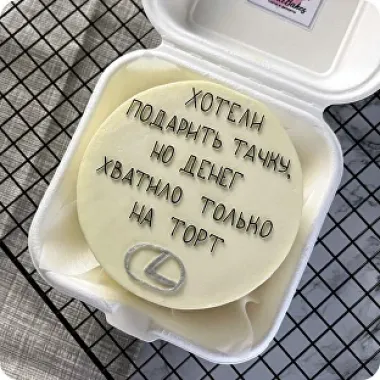 ХОТЕЛИ
ПОДАРИТЬ ТАЧКУ,
НО ДЕНЕГ
ХВАТИЛО ТОЛЬКО
НА ТОРТ